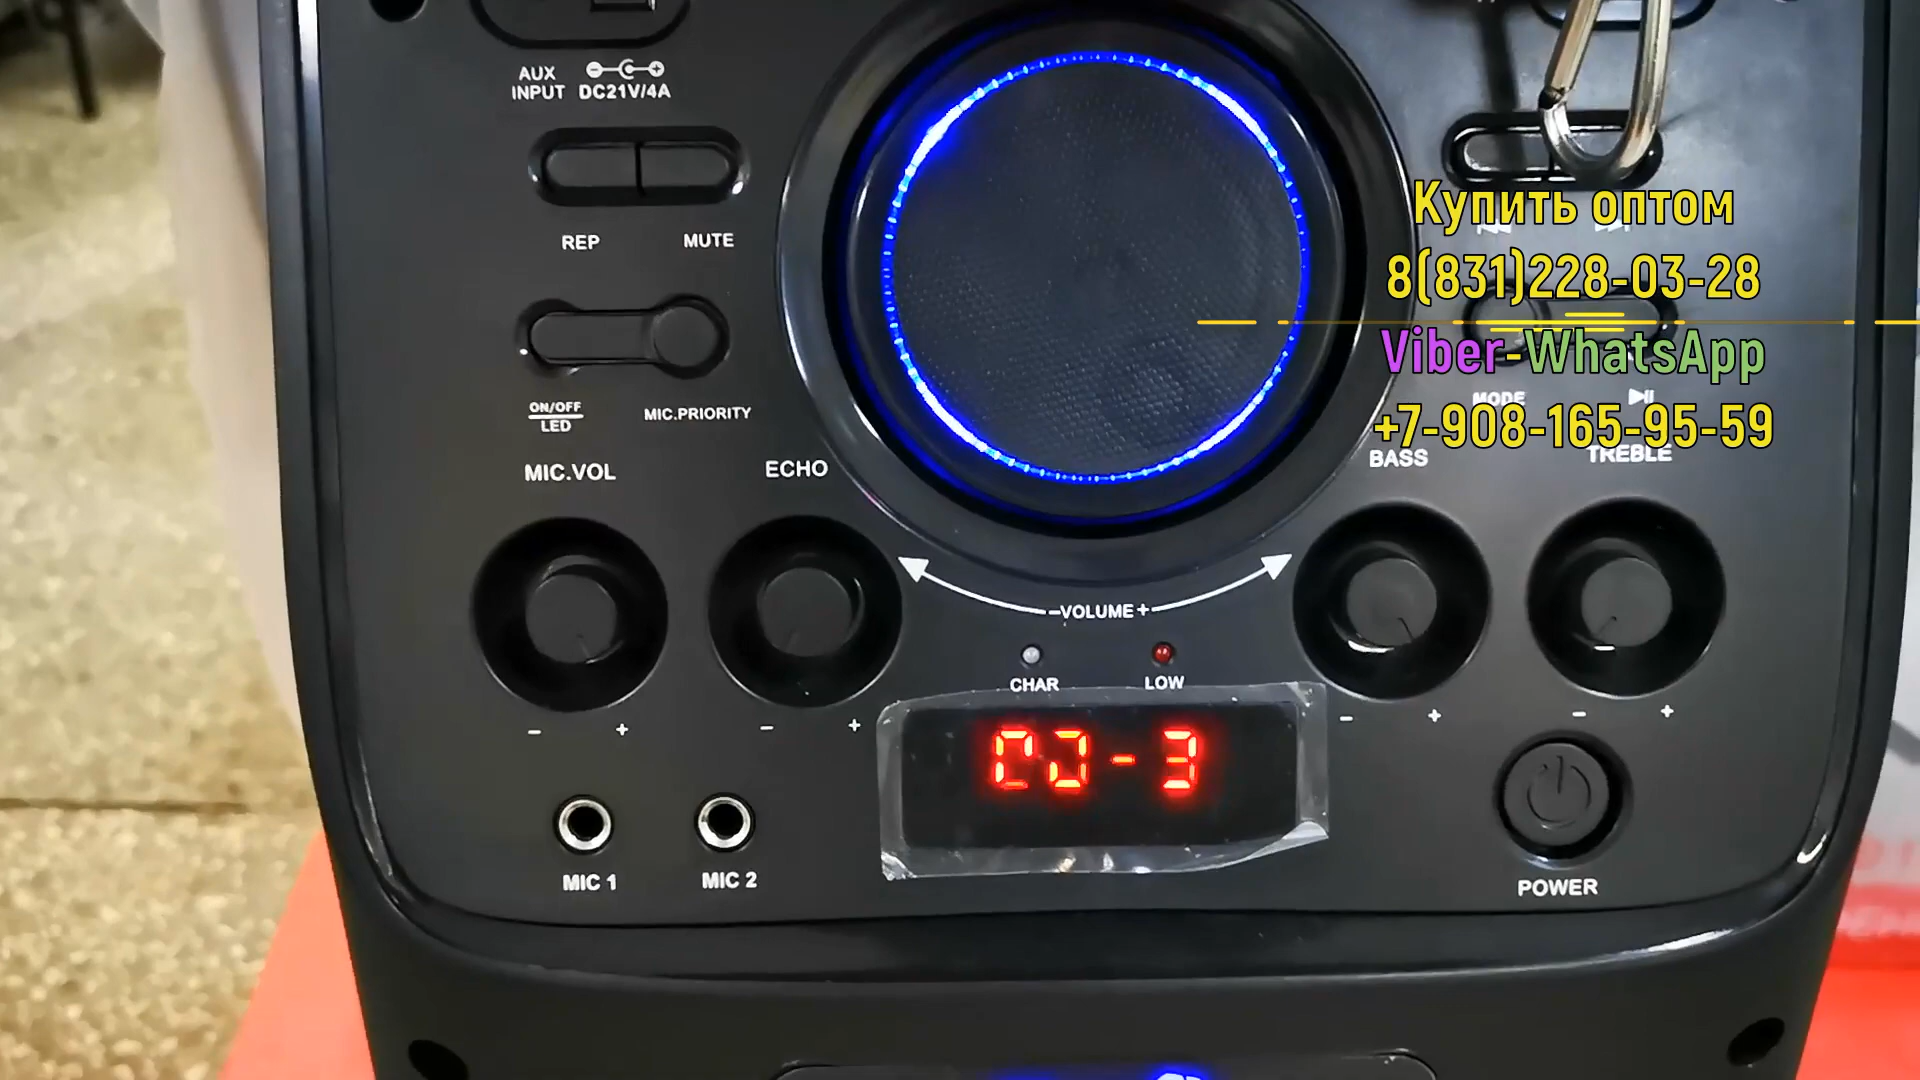 AUX
INPUT
DC21V/4A
REP
MUTE
ON/OFF
LED
MIC.PRIORITY
MIC.VOL
ECHO
Купить оптом
8(831)228-03-28
Viber-WhatsApp
MODE
+7-908-165-95-59
BASS
TREBLE
-VOLUME+
CHAR
LOW
- +
- +
- +
- +
MIC 1
MIC 2
POWER